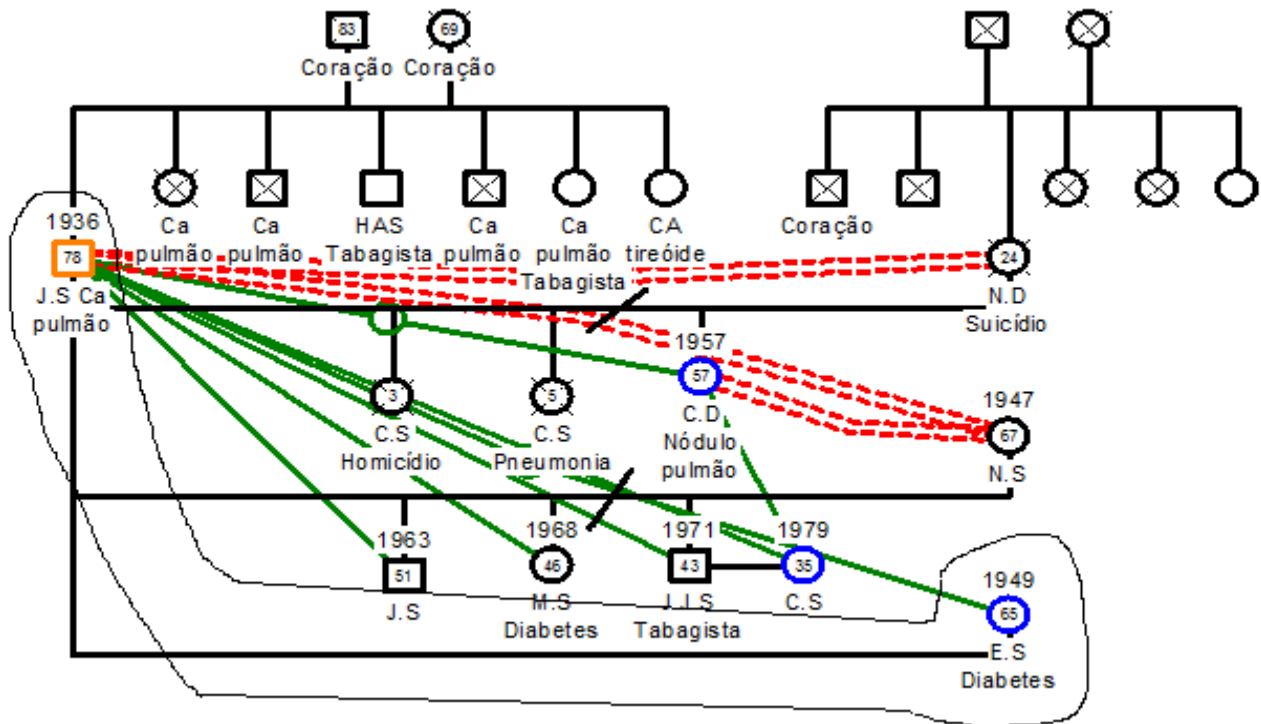 83
69
Coração
Coração
Ca
pulmão
Ca
pulmão
HAS
Tabagista
Ca
pulmão
Ca
pulmão
Tabagista
CA
tireóide
Coração
1936
78
J.S Ca
pulmão
24
N.D
Suicídio
3
C.S
Homicídio
5
C.S
Pneumonia
1957
57
C.D
Nódulo
pulmão
1947
67
N.S
1963
51
J.S
1968
46
M.S
Diabetes
1971
43
J.J.S
Tabagista
1979
35
C.S
1949
65
E.S
Diabetes